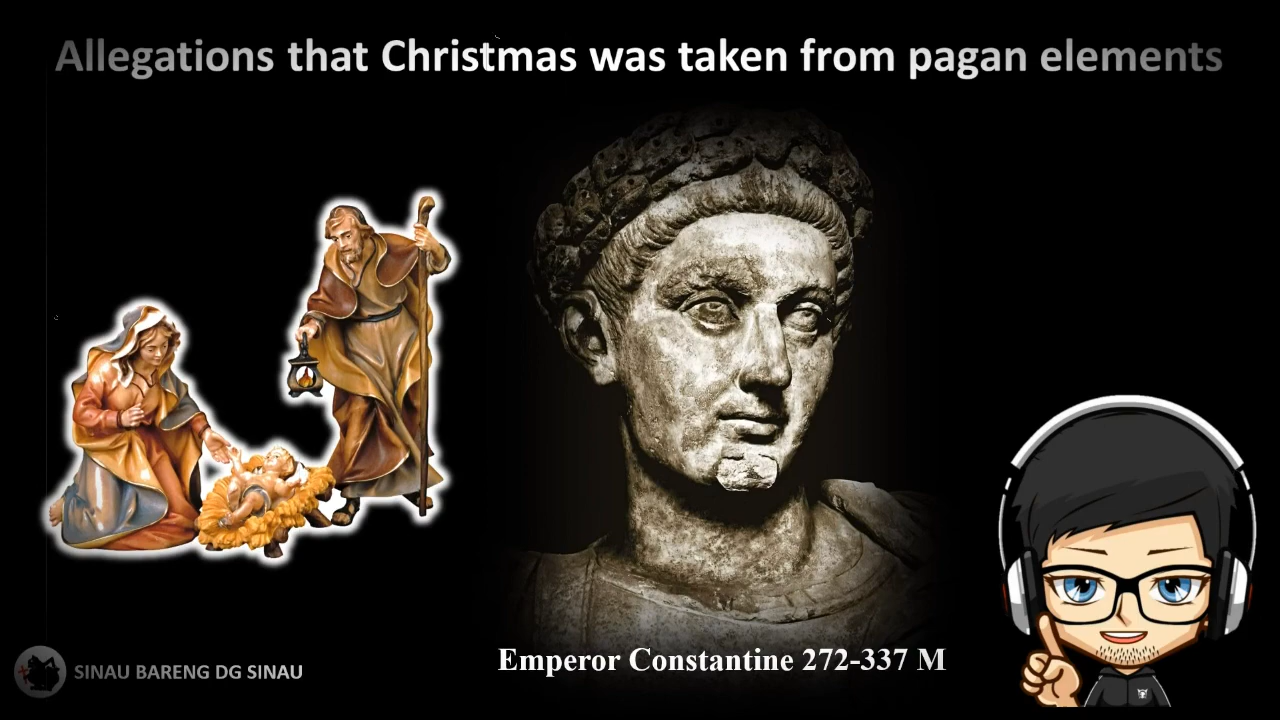 Allegations that Christmas was taken from pagan elements
SINAU BARENG DG SINAU
Emperor Constantine 272-337 M